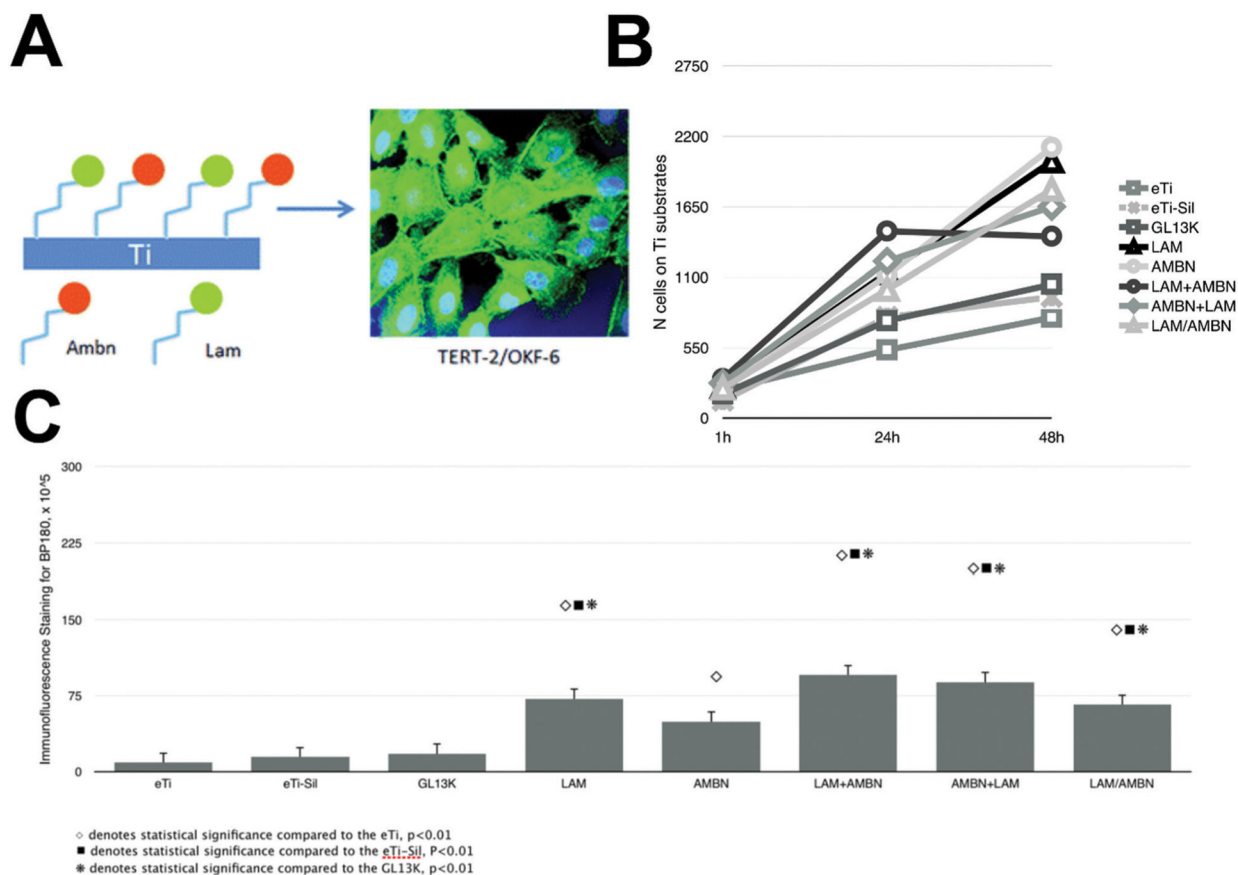 A
Ti
Ambn
Lam
TERT-2/OKF-6
B
N cells on Ti substrates
2750
2200
1650
1100
550
0
1h
24h
48h
eTi
eTi-Sil
GL13K
LAM
AMBN
LAM+AMBN
AMBN+LAM
LAM/AMBN
C
Immunofluorescence Staining for BP180, x 10^5
300
225
150
75
0
◇■✳
◇
◇■✳
◇■✳
◇■✳
eTi
eTi-Sil
GL13K
LAM
AMBN
LAM+AMBN
AMBN+LAM
LAM/AMBN
◇ denotes statistical significance compared to the eTi, p<0.01
■ denotes statistical significance compared to the eTi-Sil, P<0.01
✳ denotes statistical significance compared to the GL13K, p<0.01